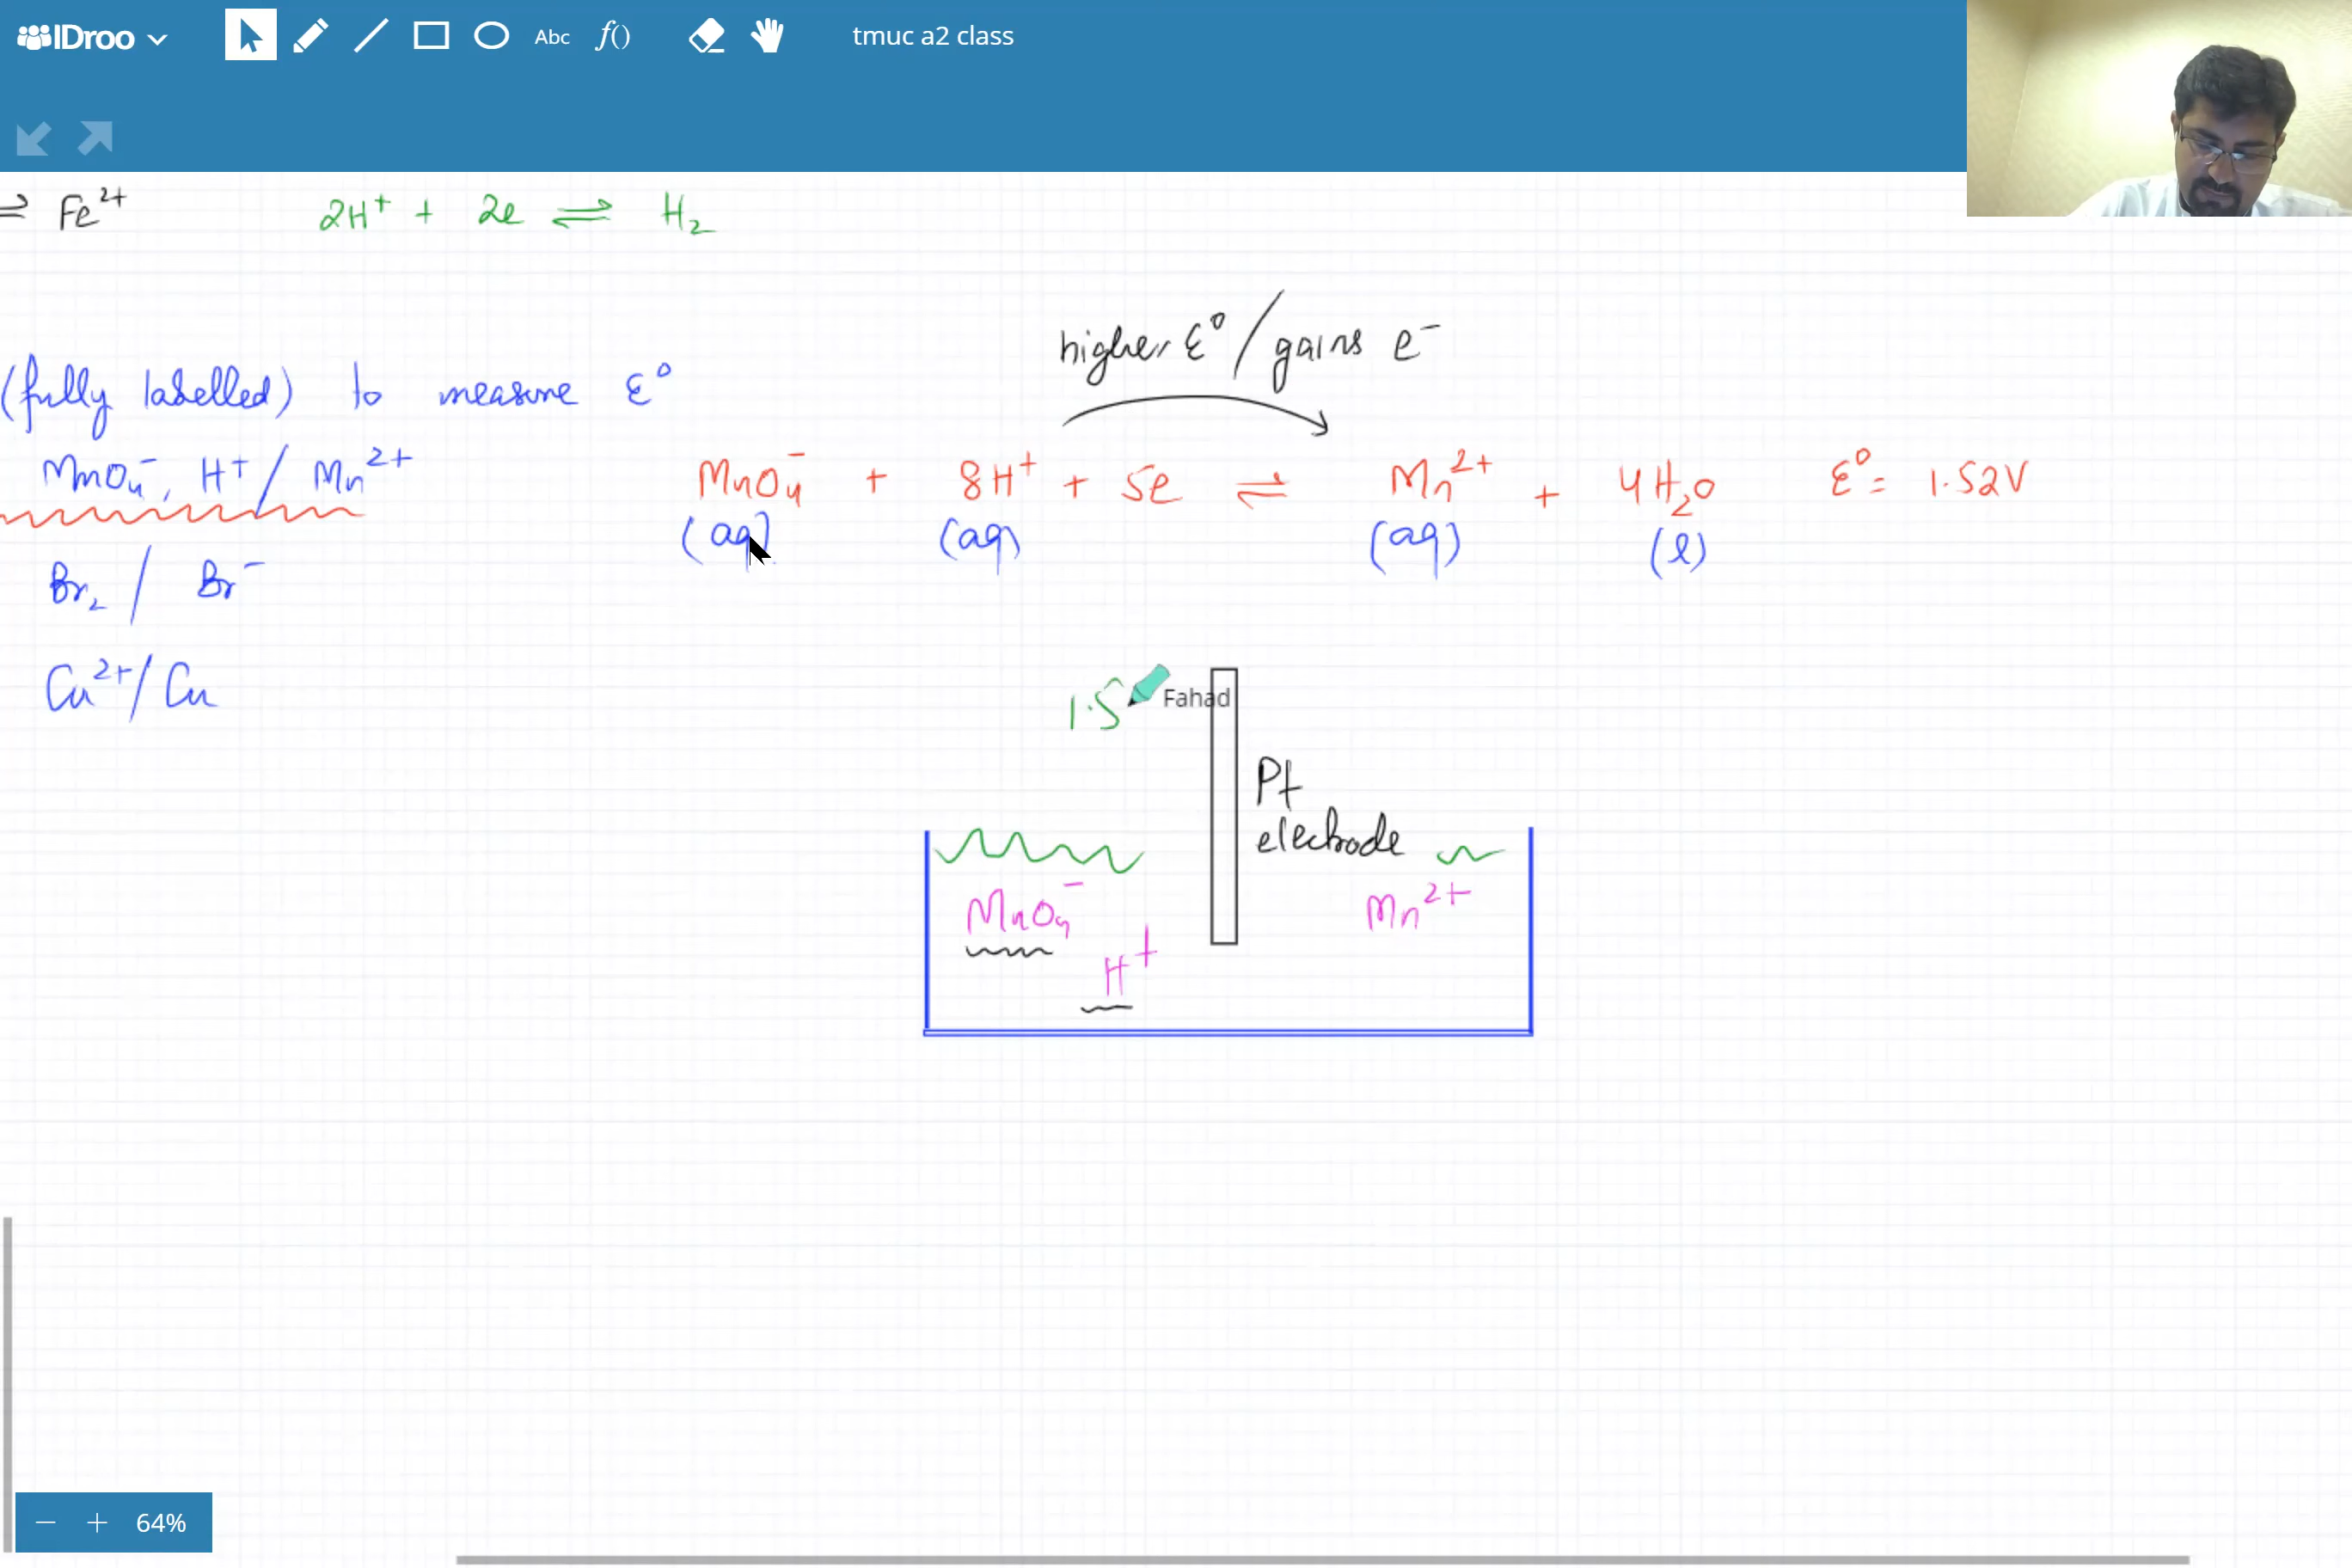 IDroo
Abc f() tmuc a2 class
⇌ Fe²⁺ 2H⁺ + 2e ⇌ H₂
higher ε° / gains e⁻
(fully labelled) to measure ε°
MnO₄⁻, H⁺ / Mn²⁺
MnO₄⁻ + 8H⁺ + 5e ⇌ Mn²⁺ + 4H₂O ε° = 1.52V
(aq) (aq) (aq) (l)
Br₂ / Br⁻
Cu²⁺ / Cu
1.5 Fahad
Pt
electrode
MnO₄⁻ Mn²⁺
H⁺
− + 64%